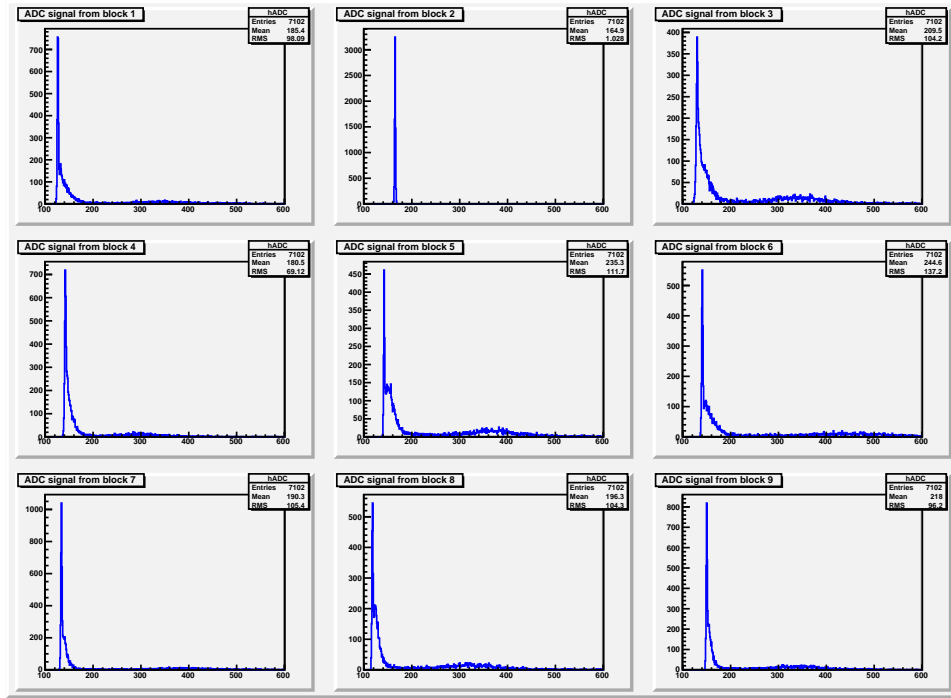 ADC signal from block 1
hADC
Entries 7102
Mean 185.4
RMS 98.09
700
600
500
400
300
200
100
0
100 200 300 400 500 600
ADC signal from block 2
hADC
Entries 7102
Mean 164.9
RMS 1.028
3000
2500
2000
1500
1000
500
0
100 200 300 400 500 600
ADC signal from block 3
hADC
Entries 7102
Mean 209.5
RMS 104.2
400
350
300
250
200
150
100
50
0
100 200 300 400 500 600
ADC signal from block 4
hADC
Entries 7102
Mean 180.5
RMS 69.12
700
600
500
400
300
200
100
0
100 200 300 400 500 600
ADC signal from block 5
hADC
Entries 7102
Mean 235.3
RMS 111.7
450
400
350
300
250
200
150
100
50
0
100 200 300 400 500 600
ADC signal from block 6
hADC
Entries 7102
Mean 244.6
RMS 137.2
500
400
300
200
100
0
100 200 300 400 500 600
ADC signal from block 7
hADC
Entries 7102
Mean 190.3
RMS 105.4
1000
800
600
400
200
0
100 200 300 400 500 600
ADC signal from block 8
hADC
Entries 7102
Mean 196.3
RMS 104.3
500
400
300
200
100
0
100 200 300 400 500 600
ADC signal from block 9
hADC
Entries 7102
Mean 218
RMS 96.2
800
700
600
500
400
300
200
100
0
100 200 300 400 500 600